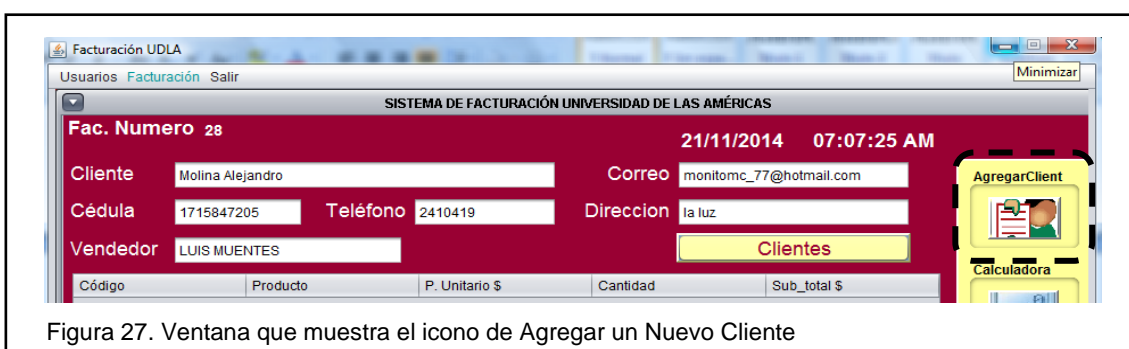 Facturación UDLA
Usuarios Facturación Salir
Minimizar
SISTEMA DE FACTURACIÓN UNIVERSIDAD DE LAS AMÉRICAS
Fac. Numero 28
21/11/2014 07:07:25 AM
Cliente Molina Alejandro Correo monitomc_77@hotmail.com
AgregarClient
Cédula 1715847205 Teléfono 2410419 Direccion la luz
Vendedor LUIS MUENTES Clientes
Calculadora
Código Producto P. Unitario $ Cantidad Sub_total $
Figura 27. Ventana que muestra el icono de Agregar un Nuevo Cliente